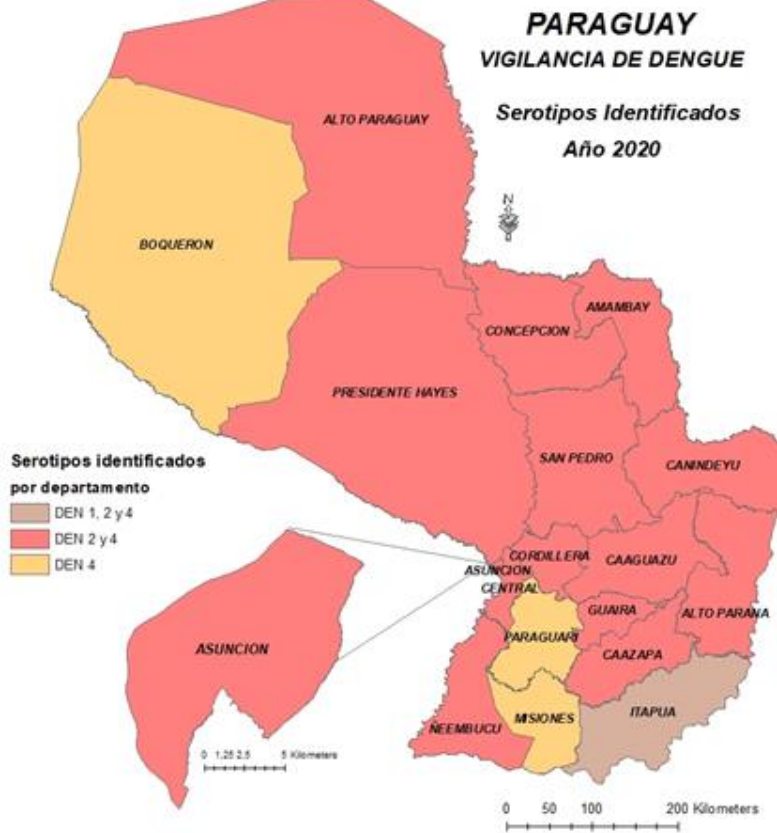 PARAGUAY
VIGILANCIA DE DENGUE
Serotipos Identificados
Año 2020
N
ALTO PARAGUAY
BOQUERON
CONCEPCION
AMAMBAY
PRESIDENTE HAYES
SAN PEDRO
CANINDEYU
Serotipos identificados
por departamento
DEN 1, 2 y 4
DEN 2 y 4
DEN 4
CORDILLERA
CAAGUAZU
ASUNCION
CENTRAL
GUAIRA
ALTO PARANA
PARAGUARI
CAAZAPA
ASUNCION
MISIONES
ITAPUA
ÑEEMBUCU
0 1,25 2,5 5 Kilometers
0 50 100 200 Kilometers